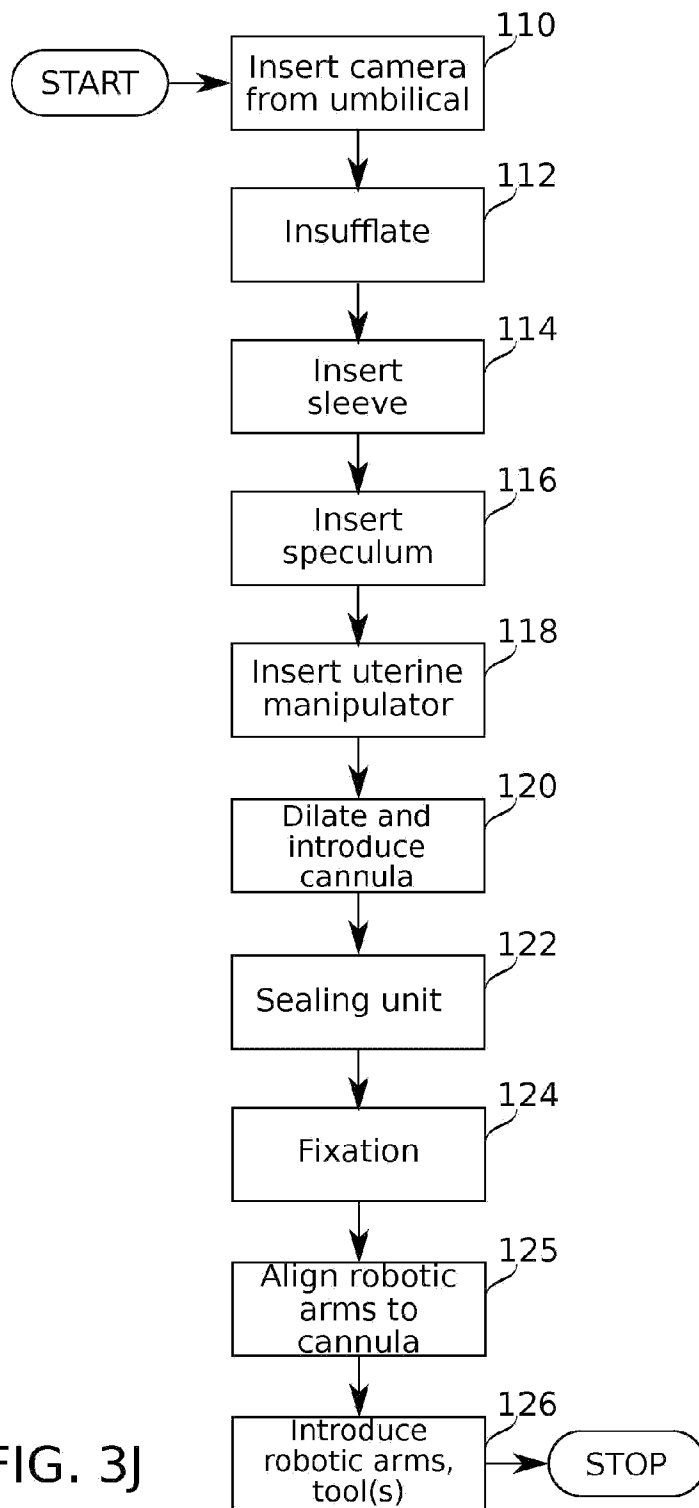 110
START
Insert camera
from umbilical
112
Insufflate
114
Insert
sleeve
116
Insert
speculum
118
Insert uterine
manipulator
120
Dilate and
introduce
cannula
122
Sealing unit
124
Fixation
125
Align robotic
arms to
cannula
126
Introduce
robotic arms,
tool(s)
STOP
FIG. 3J